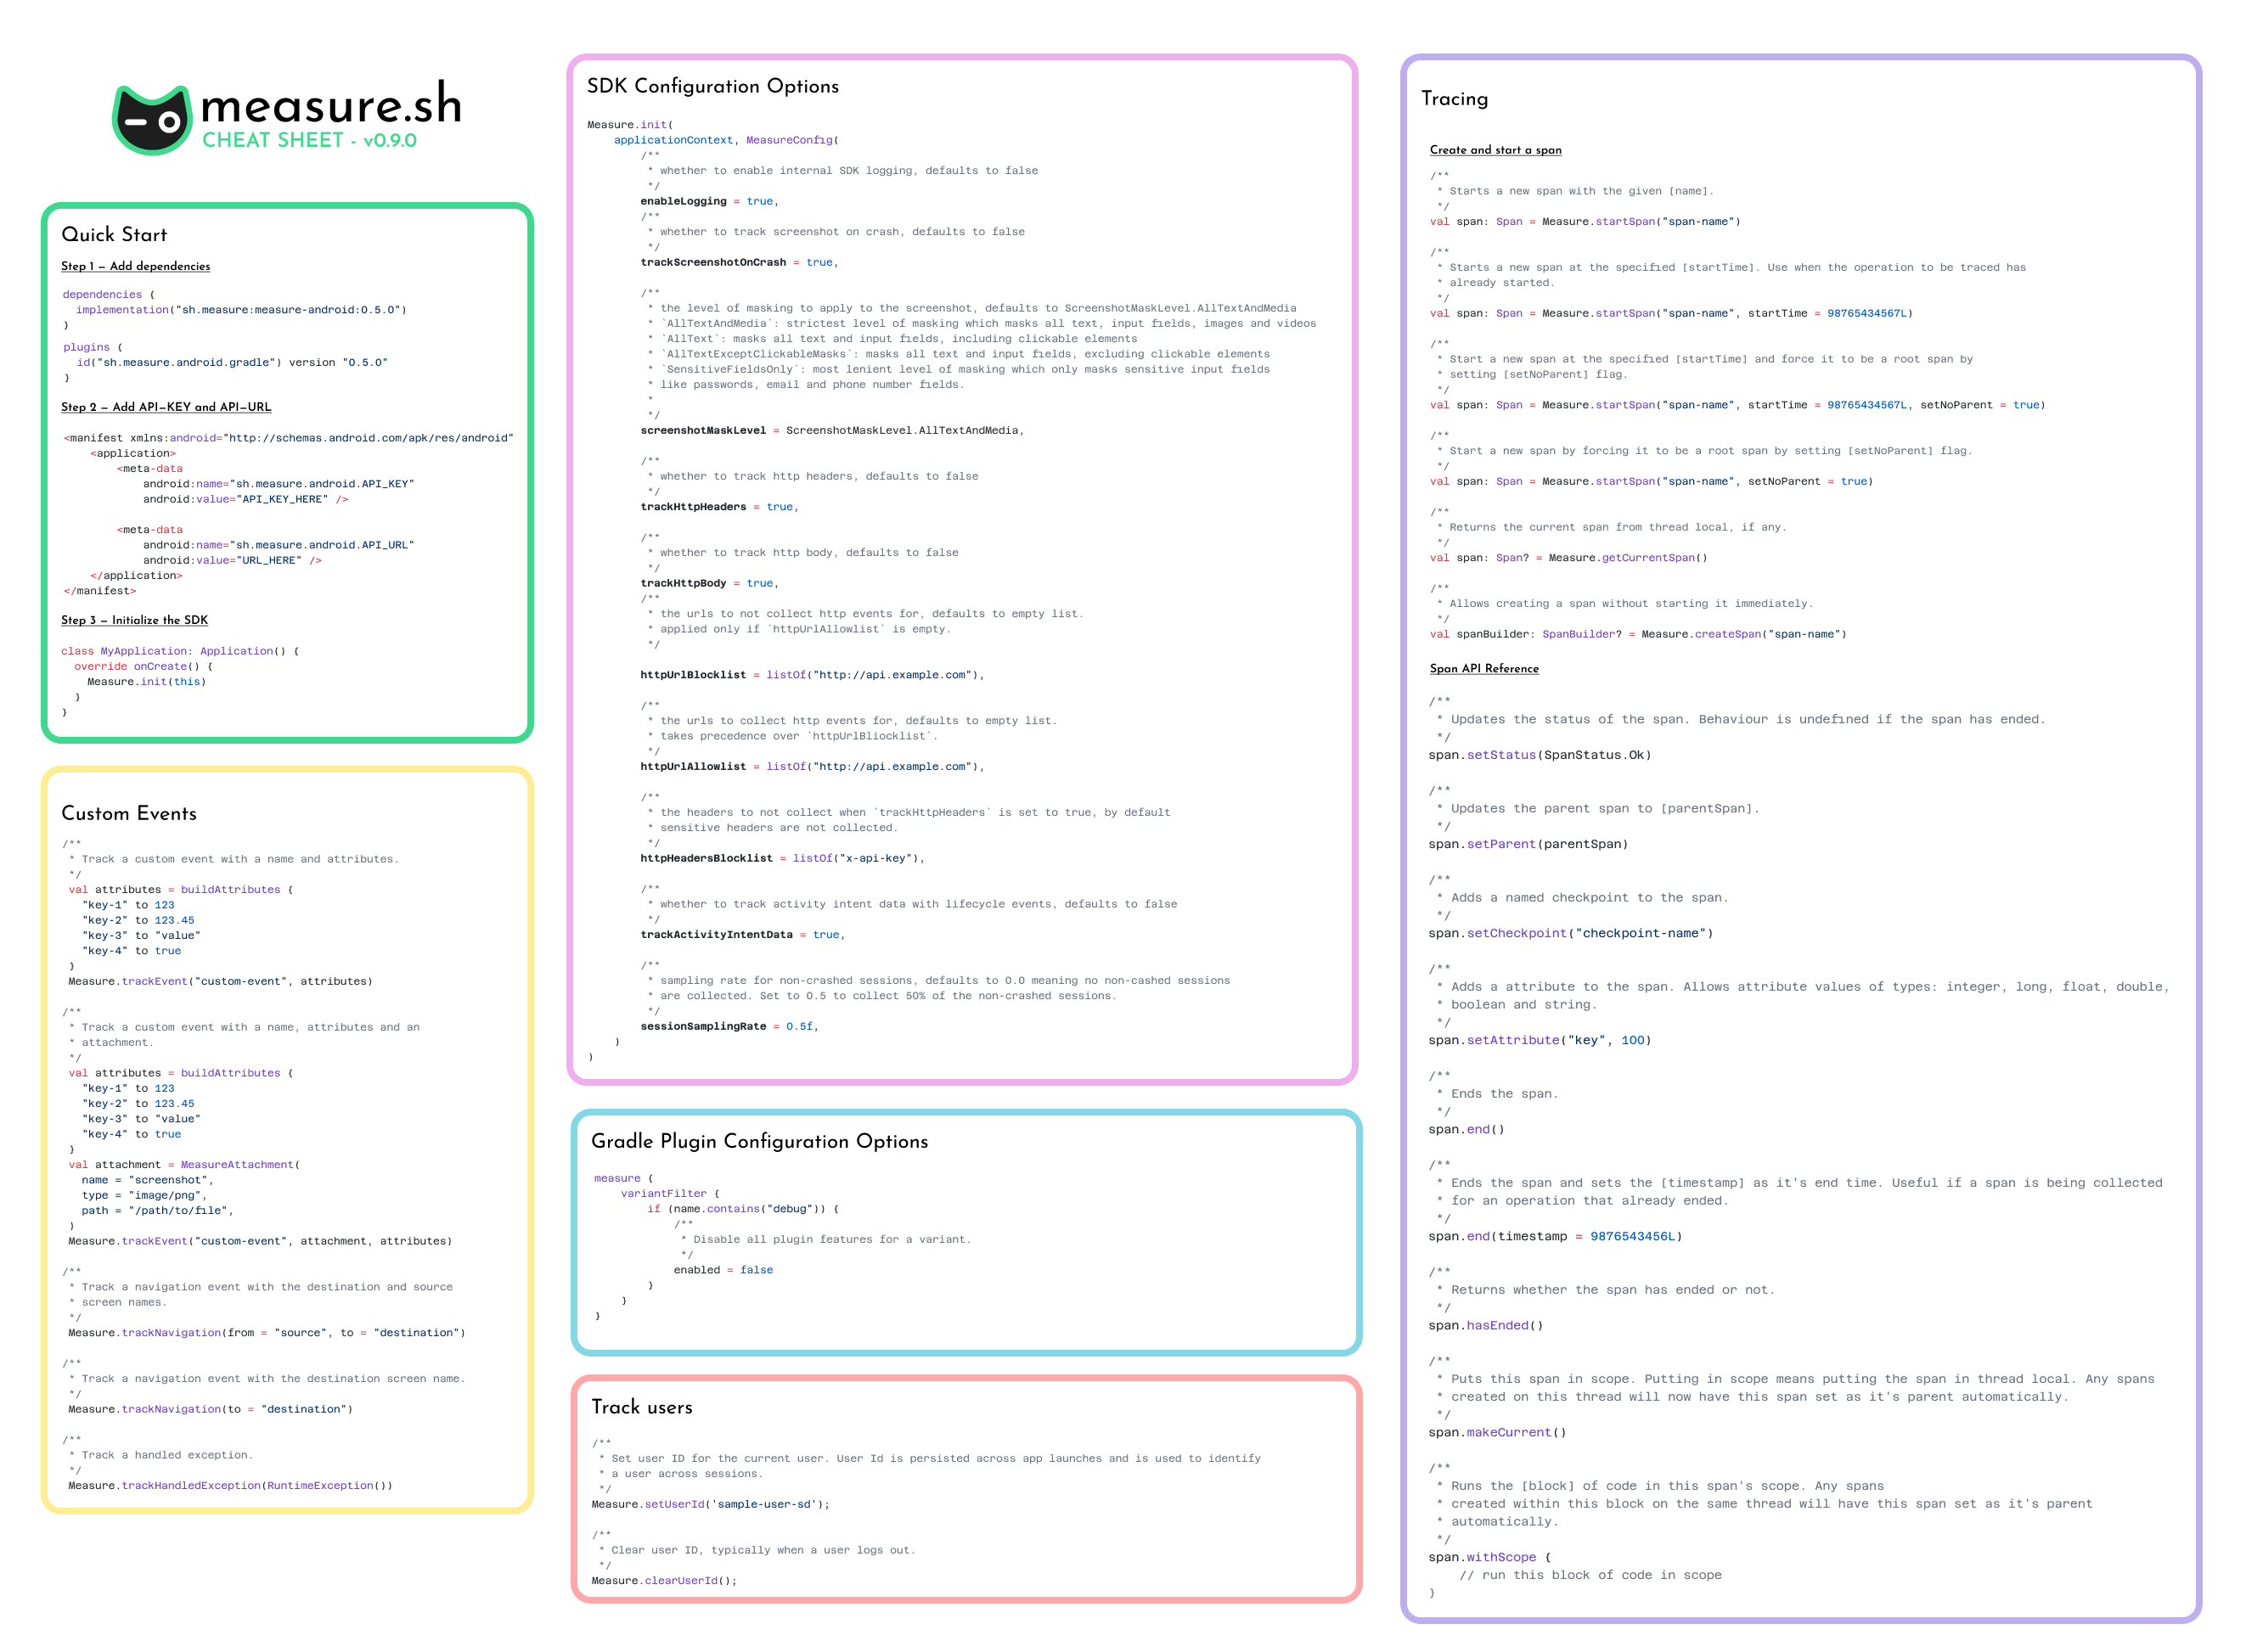 measure.sh
CHEAT SHEET - v0.9.0
Quick Start
Step 1 – Add dependencies
dependencies {
  implementation("sh.measure:measure-android:0.5.0")
}
plugins {
  id("sh.measure.android.gradle") version "0.5.0"
}
Step 2 – Add API-KEY and API-URL
<manifest xmlns:android="http://schemas.android.com/apk/res/android"
    <application>
        <meta-data
            android:name="sh.measure.android.API_KEY"
            android:value="API_KEY_HERE" />
        <meta-data
            android:name="sh.measure.android.API_URL"
            android:value="URL_HERE" />
    </application>
</manifest>
Step 3 – Initialize the SDK
class MyApplication: Application() {
  override onCreate() {
    Measure.init(this)
  }
}
Custom Events
/**
 * Track a custom event with a name and attributes.
 */
val attributes = buildAttributes {
  "key-1" to 123
  "key-2" to 123.45
  "key-3" to "value"
  "key-4" to true
}
Measure.trackEvent("custom-event", attributes)
/**
 * Track a custom event with a name, attributes and an
 * attachment.
 */
val attributes = buildAttributes {
  "key-1" to 123
  "key-2" to 123.45
  "key-3" to "value"
  "key-4" to true
}
val attachment = MeasureAttachment(
  name = "screenshot",
  type = "image/png",
  path = "/path/to/file",
)
Measure.trackEvent("custom-event", attachment, attributes)
/**
 * Track a navigation event with the destination and source
 * screen names.
 */
Measure.trackNavigation(from = "source", to = "destination")
/**
 * Track a navigation event with the destination screen name.
 */
Measure.trackNavigation(to = "destination")
/**
 * Track a handled exception.
 */
Measure.trackHandledException(RuntimeException())
SDK Configuration Options
Measure.init(
    applicationContext, MeasureConfig(
        /**
         * whether to enable internal SDK logging, defaults to false
         */
        enableLogging = true,
        /**
         * whether to track screenshot on crash, defaults to false
         */
        trackScreenshotOnCrash = true,
        /**
         * the level of masking to apply to the screenshot, defaults to ScreenshotMaskLevel.AllTextAndMedia
         * `AllTextAndMedia`: strictest level of masking which masks all text, input fields, images and videos
         * `AllText`: masks all text and input fields, including clickable elements
         * `AllTextExceptClickableMasks`: masks all text and input fields, excluding clickable elements
         * `SensitiveFieldsOnly`: most lenient level of masking which only masks sensitive input fields
         * like passwords, email and phone number fields.
         *
         */
        screenshotMaskLevel = ScreenshotMaskLevel.AllTextAndMedia,
        /**
         * whether to track http headers, defaults to false
         */
        trackHttpHeaders = true,
        /**
         * whether to track http body, defaults to false
         */
        trackHttpBody = true,
        /**
         * the urls to not collect http events for, defaults to empty list.
         * applied only if `httpUrlAllowlist` is empty.
         */
        httpUrlBlocklist = listOf("http://api.example.com"),
        /**
         * the urls to collect http events for, defaults to empty list.
         * takes precedence over `httpUrlBliocklist`.
         */
        httpUrlAllowlist = listOf("http://api.example.com"),
        /**
         * the headers to not collect when `trackHttpHeaders` is set to true, by default
         * sensitive headers are not collected.
         */
        httpHeadersBlocklist = listOf("x-api-key"),
        /**
         * whether to track activity intent data with lifecycle events, defaults to false
         */
        trackActivityIntentData = true,
        /**
         * sampling rate for non-crashed sessions, defaults to 0.0 meaning no non-cashed sessions
         * are collected. Set to 0.5 to collect 50% of the non-crashed sessions.
         */
        sessionSamplingRate = 0.5f,
    )
)
Gradle Plugin Configuration Options
measure {
    variantFilter {
        if (name.contains("debug")) {
            /**
             * Disable all plugin features for a variant.
             */
            enabled = false
        }
    }
}
Track users
/**
 * Set user ID for the current user. User Id is persisted across app launches and is used to identify
 * a user across sessions.
 */
Measure.setUserId('sample-user-sd');
/**
 * Clear user ID, typically when a user logs out.
 */
Measure.clearUserId();
Tracing
Create and start a span
/**
 * Starts a new span with the given [name].
 */
val span: Span = Measure.startSpan("span-name")
/**
 * Starts a new span at the specified [startTime]. Use when the operation to be traced has
 * already started.
 */
val span: Span = Measure.startSpan("span-name", startTime = 98765434567L)
/**
 * Start a new span at the specified [startTime] and force it to be a root span by
 * setting [setNoParent] flag.
 */
val span: Span = Measure.startSpan("span-name", startTime = 98765434567L, setNoParent = true)
/**
 * Start a new span by forcing it to be a root span by setting [setNoParent] flag.
 */
val span: Span = Measure.startSpan("span-name", setNoParent = true)
/**
 * Returns the current span from thread local, if any.
 */
val span: Span? = Measure.getCurrentSpan()
/**
 * Allows creating a span without starting it immediately.
 */
val spanBuilder: SpanBuilder? = Measure.createSpan("span-name")
Span API Reference
/**
 * Updates the status of the span. Behaviour is undefined if the span has ended.
 */
span.setStatus(SpanStatus.Ok)
/**
 * Updates the parent span to [parentSpan].
 */
span.setParent(parentSpan)
/**
 * Adds a named checkpoint to the span.
 */
span.setCheckpoint("checkpoint-name")
/**
 * Adds a attribute to the span. Allows attribute values of types: integer, long, float, double,
 * boolean and string.
 */
span.setAttribute("key", 100)
/**
 * Ends the span.
 */
span.end()
/**
 * Ends the span and sets the [timestamp] as it's end time. Useful if a span is being collected
 * for an operation that already ended.
 */
span.end(timestamp = 9876543456L)
/**
 * Returns whether the span has ended or not.
 */
span.hasEnded()
/**
 * Puts this span in scope. Putting in scope means putting the span in thread local. Any spans
 * created on this thread will now have this span set as it's parent automatically.
 */
span.makeCurrent()
/**
 * Runs the [block] of code in this span's scope. Any spans
 * created within this block on the same thread will have this span set as it's parent
 * automatically.
 */
span.withScope {
    // run this block of code in scope
}